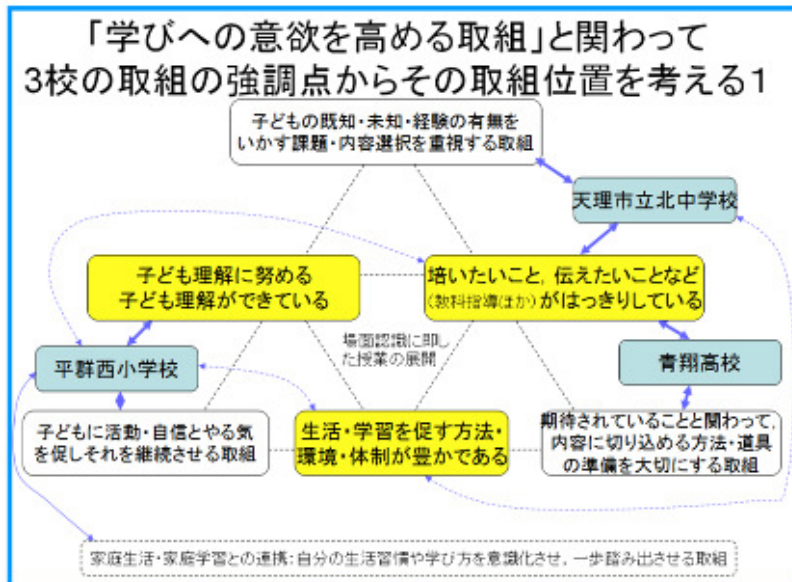 「学びへの意欲を高める取組」と関わって
3校の取組の強調点からその取組位置を考える1
子どもの既知・未知・経験の有無を
いかす課題・内容選択を重視する取組
天理市立北中学校
子ども理解に努める
子ども理解ができている
培いたいこと，伝えたいことなど
（教科指導ほか）がはっきりしている
場面認識に即し
た授業の展開
平群西小学校
青翔高校
子どもに活動・自信とやる気
を促しそれを継続させる取組
生活・学習を促す方法・
環境・体制が豊かである
期待されていることと関わって，
内容に切り込める方法・道具
の準備を大切にする取組
家庭生活・家庭学習との連携：自分の生活習慣や学び方を意識化させ，一歩踏み出させる取組